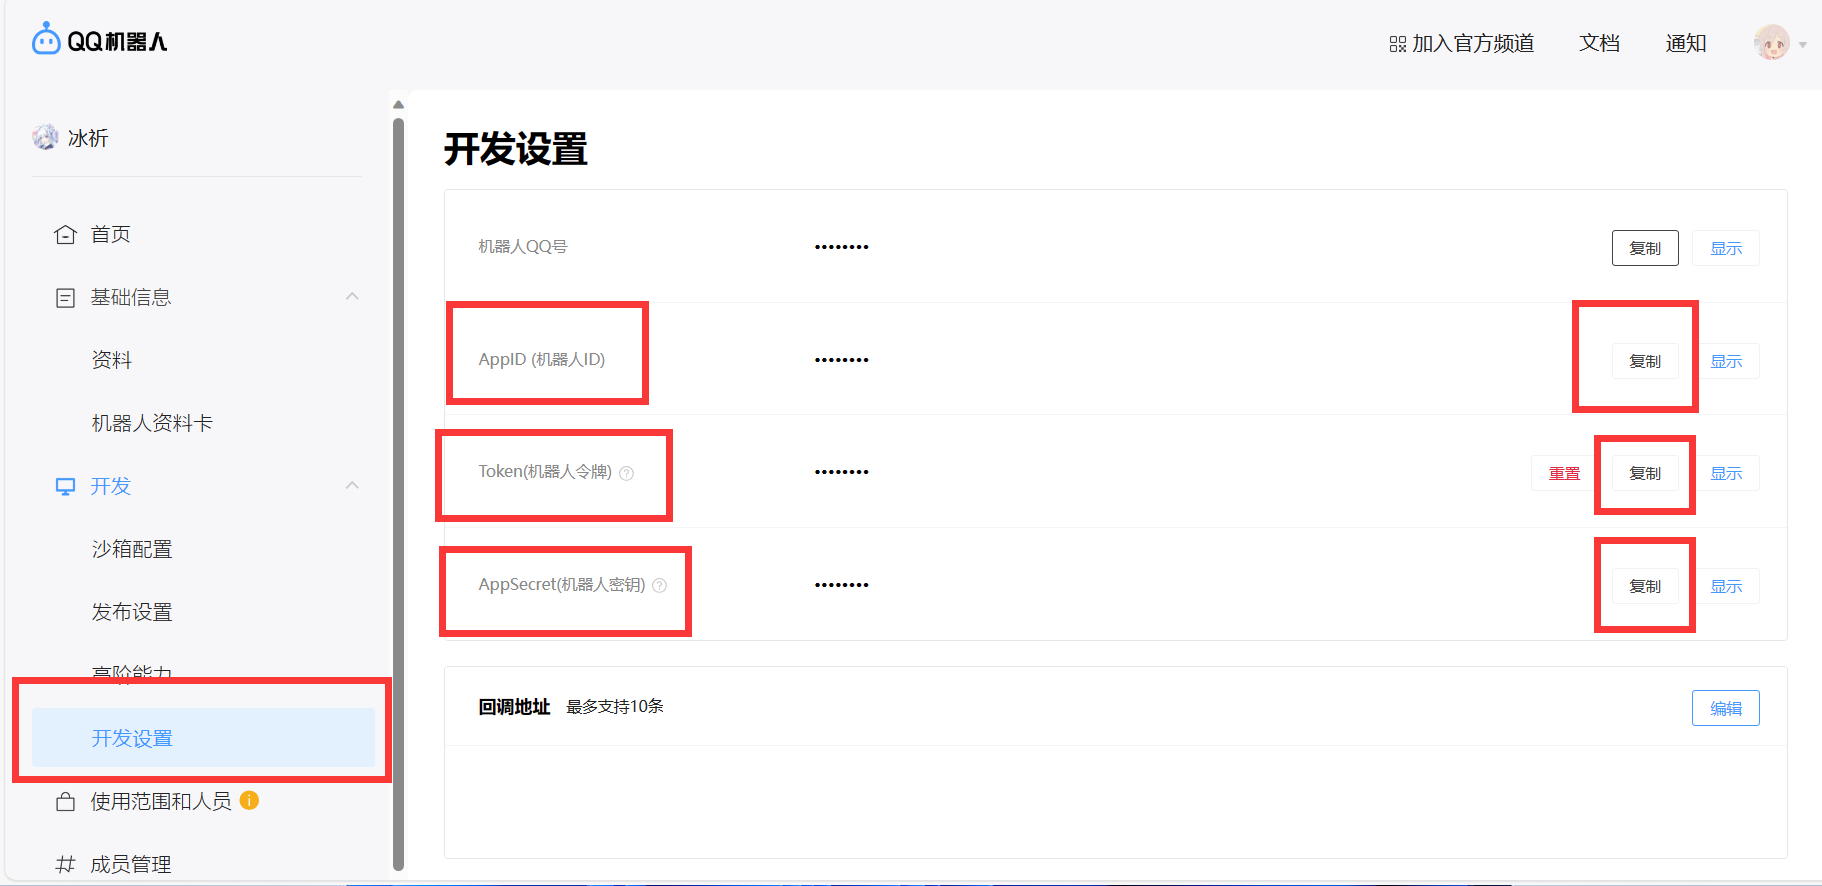 QQ机器人
加入官方频道 文档 通知
冰祈
首页
基础信息
资料
机器人资料卡
开发
沙箱配置
发布设置
高阶能力
开发设置
使用范围和人员
成员管理
开发设置
机器人QQ号 •••••••• 复制 显示
AppID (机器人ID) •••••••• 复制 显示
Token(机器人令牌) •••••••• 重置 复制 显示
AppSecret(机器人密钥) •••••••• 复制 显示
回调地址 最多支持10条 编辑